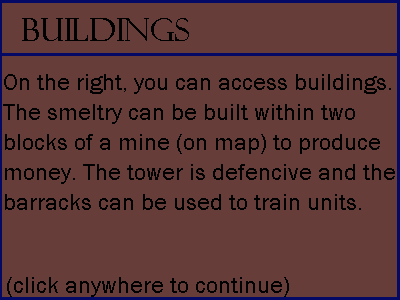 BUILDINGS
On the right, you can access buildings.
The smeltry can be built within two
blocks of a mine (on map) to produce
money. The tower is defencive and the
barracks can be used to train units.
(click anywhere to continue)